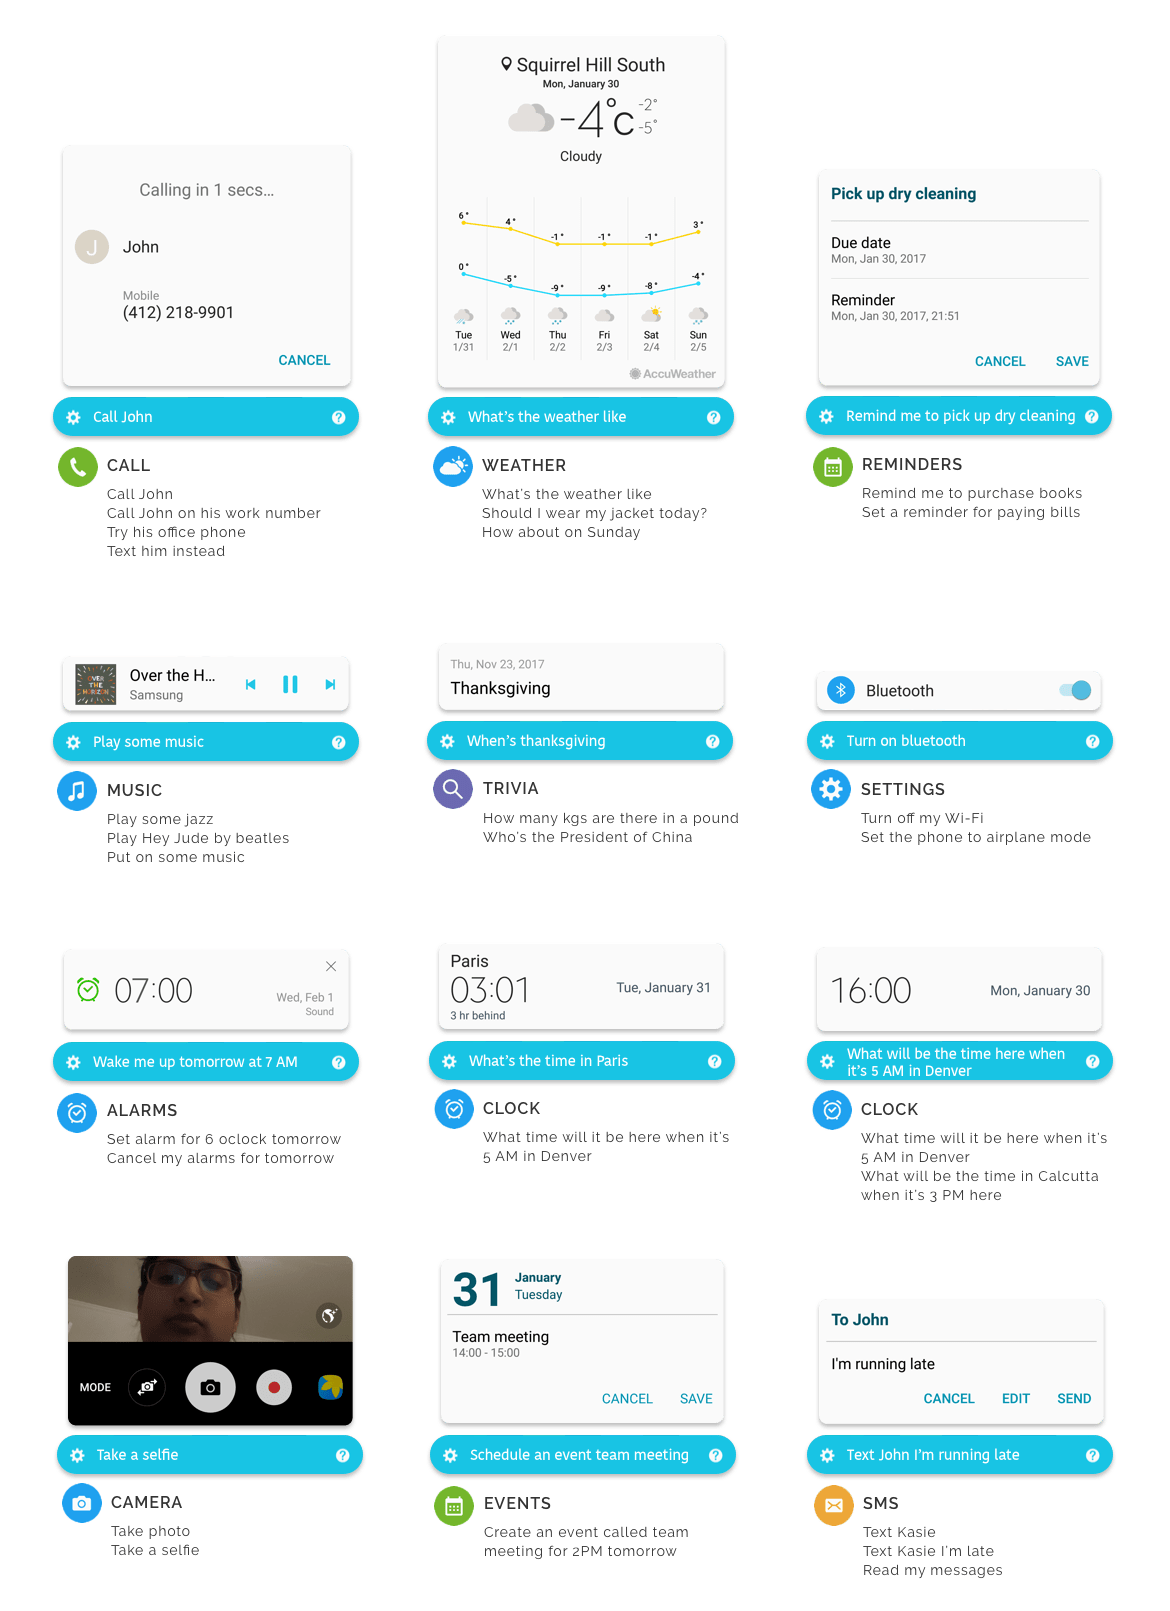 Calling in 1 secs...
J
John
Mobile
(412) 218-9901
CANCEL
Call John
?
CALL
Call John
Call John on his work number
Try his office phone
Text him instead
Squirrel Hill South
Mon, January 30
-4°c
-2°
-5°
Cloudy
6° 4° -1° -1° -1° 3°
0° -5° -9° -9° -8° -4°
Tue Wed Thu Fri Sat Sun
1/31 2/1 2/2 2/3 2/4 2/5
AccuWeather
What's the weather like
?
WEATHER
What's the weather like
Should I wear my jacket today?
How about on Sunday
Pick up dry cleaning
Due date
Mon, Jan 30, 2017
Reminder
Mon, Jan 30, 2017, 21:51
CANCEL SAVE
Remind me to pick up dry cleaning
?
REMINDERS
Remind me to purchase books
Set a reminder for paying bills
OVER
THE
HORIZON
Over the H...
Samsung
Play some music
?
MUSIC
Play some jazz
Play Hey Jude by beatles
Put on some music
Thu, Nov 23, 2017
Thanksgiving
When's thanksgiving
?
TRIVIA
How many kgs are there in a pound
Who's the President of China
Bluetooth
Turn on bluetooth
?
SETTINGS
Turn off my Wi-Fi
Set the phone to airplane mode
07:00
Wed, Feb 1
Sound
Wake me up tomorrow at 7 AM
?
ALARMS
Set alarm for 6 oclock tomorrow
Cancel my alarms for tomorrow
Paris
03:01
3 hr behind
Tue, January 31
What's the time in Paris
?
CLOCK
What time will it be here when it's
5 AM in Denver
16:00
Mon, January 30
What will be the time here when
it's 5 AM in Denver
?
CLOCK
What time will it be here when it's
5 AM in Denver
What will be the time in Calcutta
when it's 3 PM here
MODE
Take a selfie
?
CAMERA
Take photo
Take a selfie
31
January
Tuesday
Team meeting
14:00 - 15:00
CANCEL SAVE
Schedule an event team meeting
?
EVENTS
Create an event called team
meeting for 2PM tomorrow
To John
I'm running late
CANCEL EDIT SEND
Text John I'm running late
?
SMS
Text Kasie
Text Kasie I'm late
Read my messages